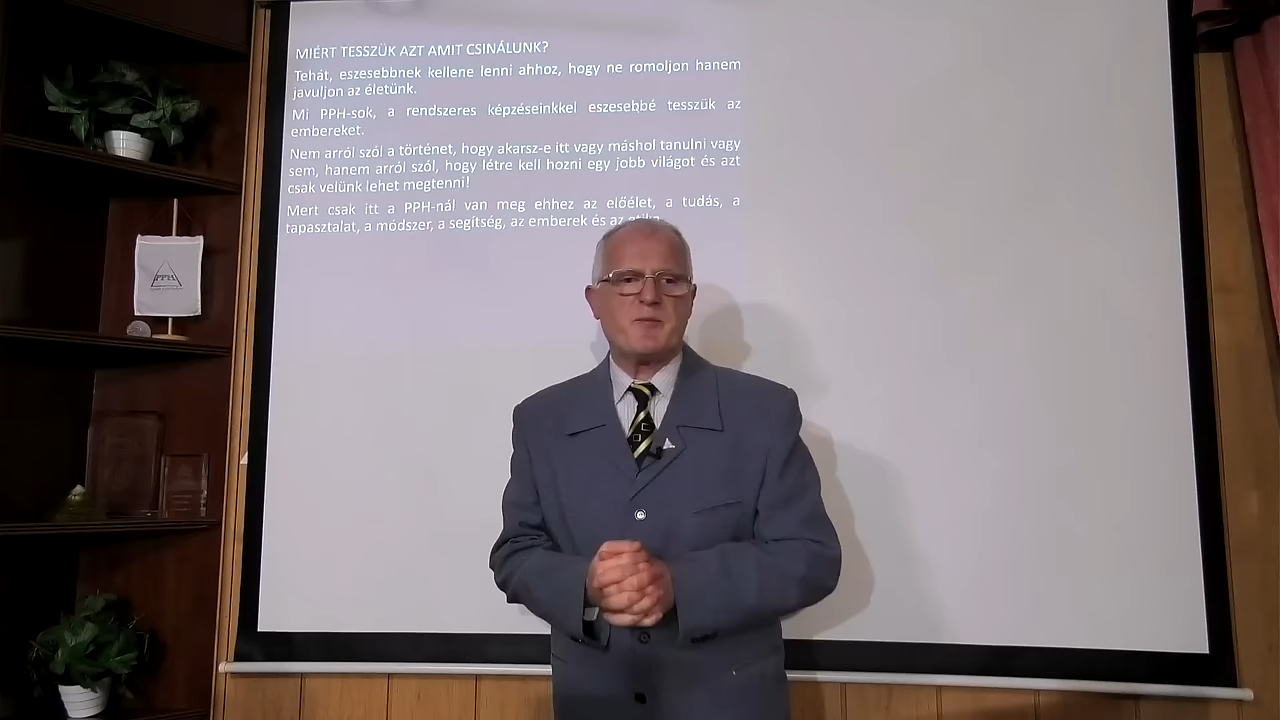 MIÉRT TESSZÜK AZT AMIT CSINÁLUNK?
Tehát, eszesebbnek kellene lenni ahhoz, hogy ne romoljon hanem
javuljon az életünk.
Mi PPH-sok, a rendszeres képzéseinkkel eszesebbé tesszük az
embereket.
Nem arról szól a történet, hogy akarsz-e itt vagy máshol tanulni vagy
sem, hanem arról szól, hogy létre kell hozni egy jobb világot és azt
csak velünk lehet megtenni!
Mert csak itt a PPH-nál van meg ehhez az előélet, a tudás, a
tapasztalat, a módszer, a segítség, az emberek és az etika.
PPH